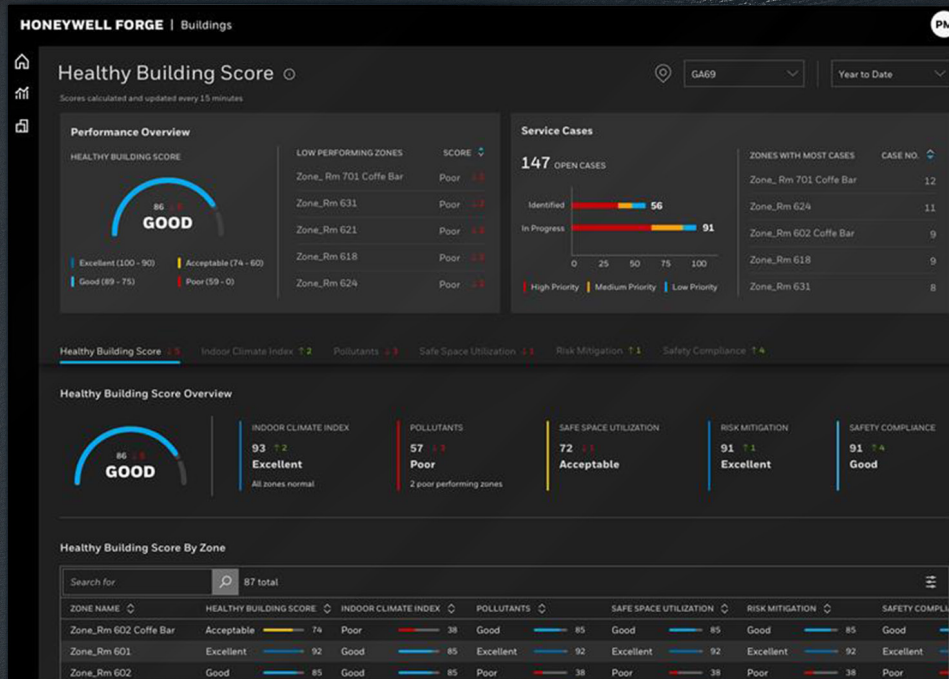 HONEYWELL FORGE | Buildings
PM
Healthy Building Score
GA69
Year to Date
Scores calculated and updated every 15 minutes
Performance Overview
HEALTHY BUILDING SCORE
86
GOOD
Excellent (100 - 90)
Acceptable (74 - 60)
Good (89 - 75)
Poor (59 - 0)
LOW PERFORMING ZONES SCORE
Zone_ Rm 701 Coffe Bar Poor
Zone_Rm 631 Poor
Zone_Rm 621 Poor
Zone_Rm 618 Poor
Zone_Rm 624 Poor
Service Cases
147 OPEN CASES
Identified 56
In Progress 91
0 25 50 75 100
High Priority Medium Priority Low Priority
ZONES WITH MOST CASES CASE NO.
Zone_ Rm 701 Coffe Bar 12
Zone_Rm 624 11
Zone_Rm 602 Coffe Bar 9
Zone_Rm 618 9
Zone_Rm 631 8
Healthy Building Score ↓5 Indoor Climate Index ↑2 Pollutants ↓3 Safe Space Utilization ↓1 Risk Mitigation ↑1 Safety Compliance ↑4
Healthy Building Score Overview
86
GOOD
INDOOR CLIMATE INDEX
93 ↑2
Excellent
All zones normal
POLLUTANTS
57 ↓3
Poor
2 poor performing zones
SAFE SPACE UTILIZATION
72 ↓1
Acceptable
RISK MITIGATION
91 ↑1
Excellent
SAFETY COMPLIANCE
91 ↑4
Good
Healthy Building Score By Zone
Search for
87 total
ZONE NAME HEALTHY BUILDING SCORE INDOOR CLIMATE INDEX POLLUTANTS SAFE SPACE UTILIZATION RISK MITIGATION SAFETY COMPLI
Zone_Rm 602 Coffe Bar Acceptable 74 Poor 38 Good 85 Good 85 Good 85 Good
Zone_Rm 601 Excellent 92 Good 85 Excellent 92 Excellent 92 Excellent 92 Excellent
Zone_Rm 602 Good 85 Good 85 Poor 38 Poor 38 Poor 38 Poor